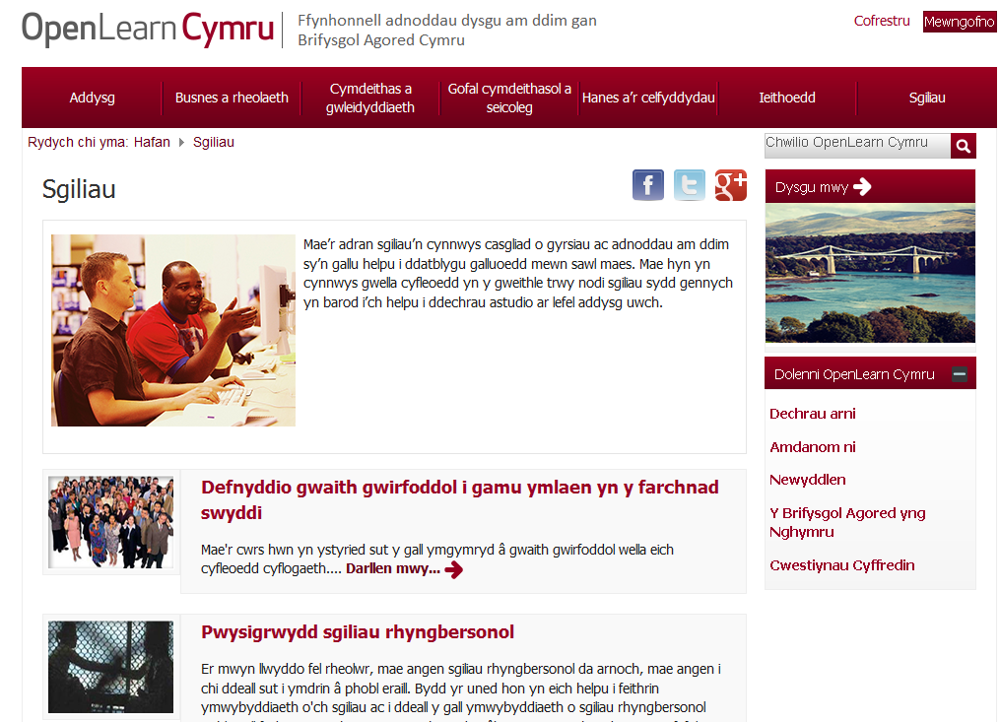 OpenLearn Cymru
Ffynhonnell adnoddau dysgu am ddim gan
Brifysgol Agored Cymru
Cofrestru
Mewngofno
Addysg
Busnes a rheolaeth
Cymdeithas a
gwleidyddiaeth
Gofal cymdeithasol a
seicoleg
Hanes a'r celfyddydau
Ieithoedd
Sgiliau
Rydych chi yma: Hafan Sgiliau
Chwilio OpenLearn Cymru
Sgiliau
f
t
g+
Mae'r adran sgiliau'n cynnwys casgliad o gyrsiau ac adnoddau am ddim
sy'n gallu helpu i ddatblygu galluoedd mewn sawl maes. Mae hyn yn
cynnwys gwella cyfleoedd yn y gweithle trwy nodi sgiliau sydd gennych
yn barod i'ch helpu i ddechrau astudio ar lefel addysg uwch.
Defnyddio gwaith gwirfoddol i gamu ymlaen yn y farchnad
swyddi
Mae'r cwrs hwn yn ystyried sut y gall ymgymryd â gwaith gwirfoddol wella eich
cyfleoedd cyflogaeth.... Darllen mwy...
Pwysigrwydd sgiliau rhyngbersonol
Er mwyn llwyddo fel rheolwr, mae angen sgiliau rhyngbersonol da arnoch, mae angen i
chi ddeall sut i ymdrin â phobl eraill. Bydd yr uned hon yn eich helpu i feithrin
ymwybyddiaeth o'ch sgiliau ac i ddeall y gall ymwybyddiaeth o sgiliau rhyngbersonol
Dysgu mwy
Dolenni OpenLearn Cymru
Dechrau arni
Amdanom ni
Newyddlen
Y Brifysgol Agored yng
Nghymru
Cwestiynau Cyffredin